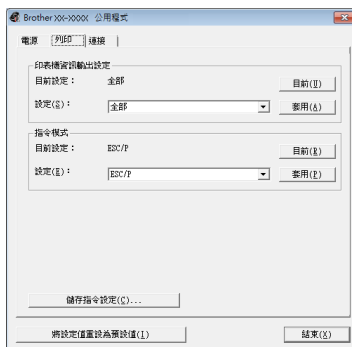 Brother XX-XXXX 公用程式
電源 列印 連接
印表機資訊輸出設定
目前設定： 全部 目前(U)
設定(S)： 全部 套用(A)
指令模式
目前設定： ESC/P 目前(R)
設定(E)： ESC/P 套用(P)
儲存指令設定(C)...
將設定值重設為預設值(I) 結束(X)